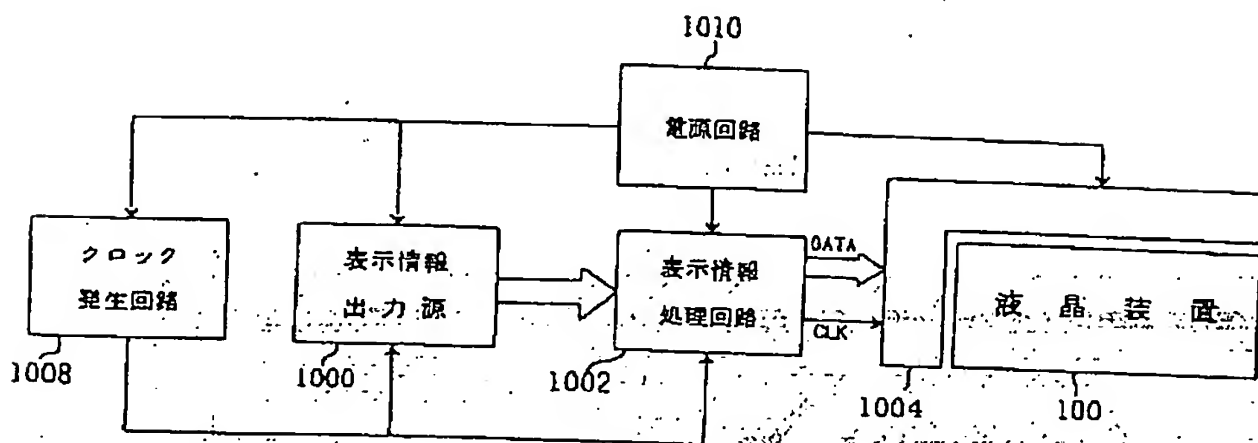 1010
電源回路
クロック
発生回路
表示情報
出力源
表示情報
処理回路
DATA
CLK
液晶装置
1008
1000
1002
1004
100